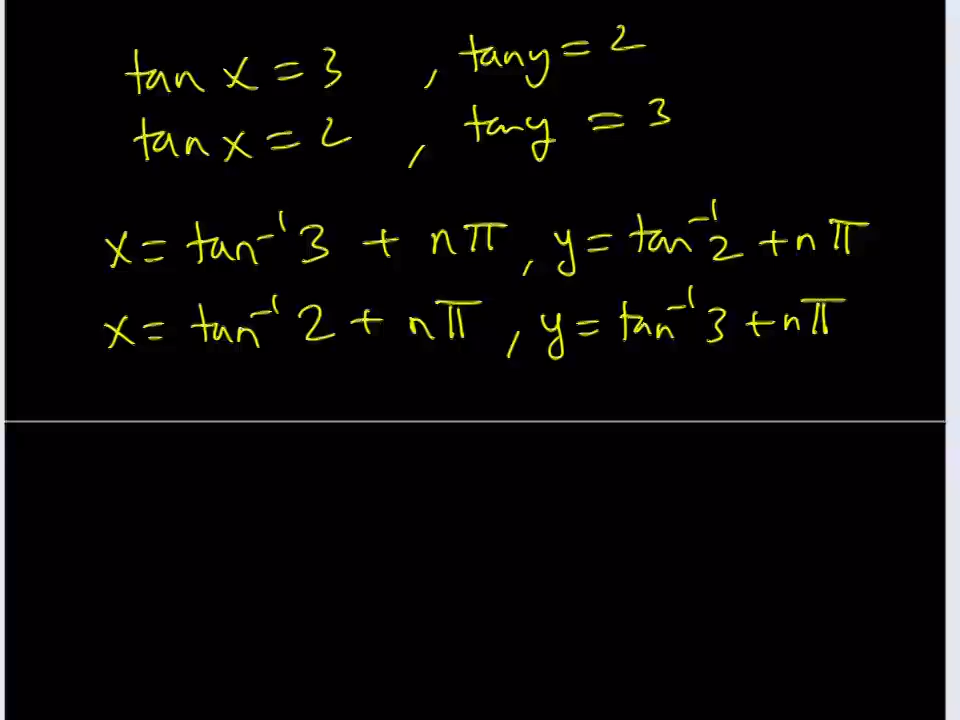 tan x = 3 , tan y = 2
tan x = 2 , tan y = 3
x = tan⁻¹ 3 + nπ , y = tan⁻¹ 2 + nπ
x = tan⁻¹ 2 + nπ , y = tan⁻¹ 3 + nπ